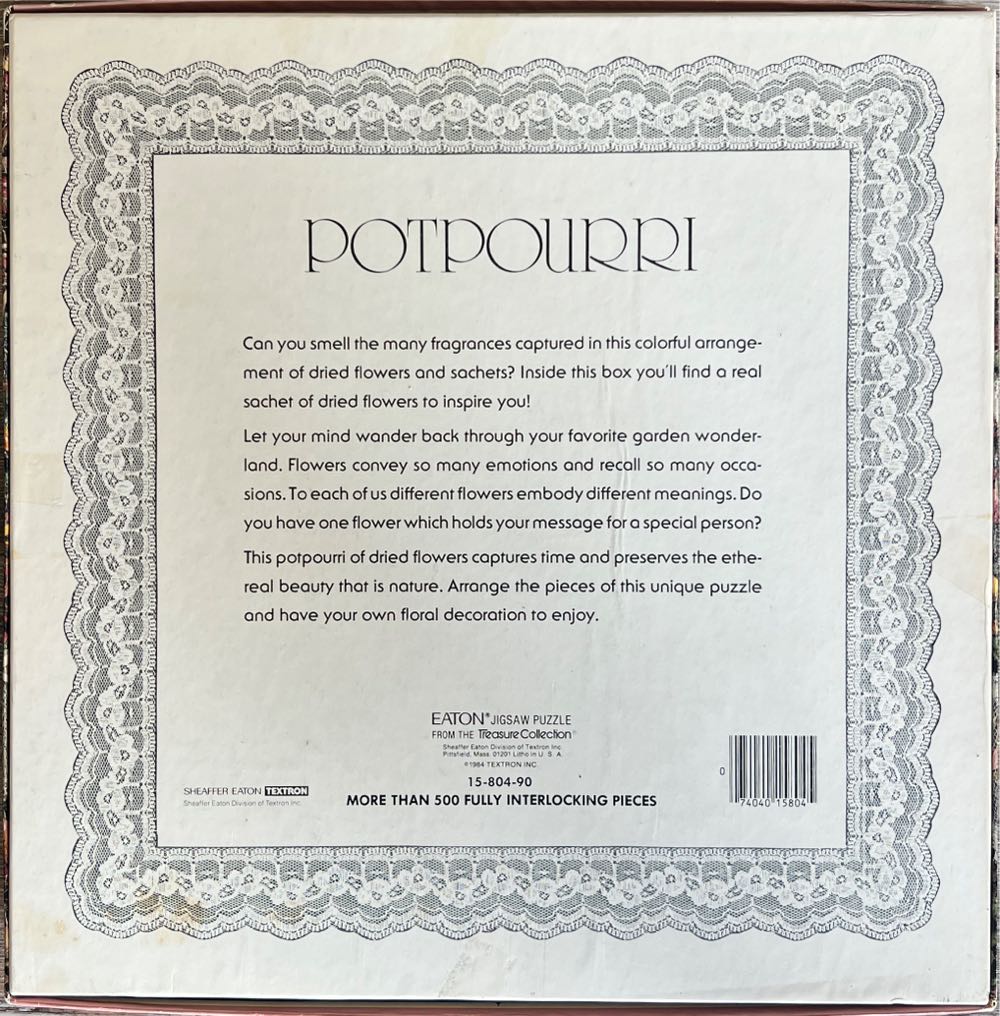 POTPOURRI
Can you smell the many fragrances captured in this colorful arrange-
ment of dried flowers and sachets? Inside this box you'll find a real
sachet of dried flowers to inspire you!
Let your mind wander back through your favorite garden wonder-
land. Flowers convey so many emotions and recall so many occa-
sions. To each of us different flowers embody different meanings. Do
you have one flower which holds your message for a special person?
This potpourri of dried flowers captures time and preserves the ethe-
real beauty that is nature. Arrange the pieces of this unique puzzle
and have your own floral decoration to enjoy.
EATON® JIGSAW PUZZLE
FROM THE Treasure Collection®
Sheaffer Eaton Division of Textron Inc.
Pittsfield, Mass. 01201 Litho in U. S. A.
©1984 TEXTRON INC.
15-804-90
MORE THAN 500 FULLY INTERLOCKING PIECES
SHEAFFER EATON TEXTRON
Sheaffer Eaton Division of Textron Inc.
0 74040 15804